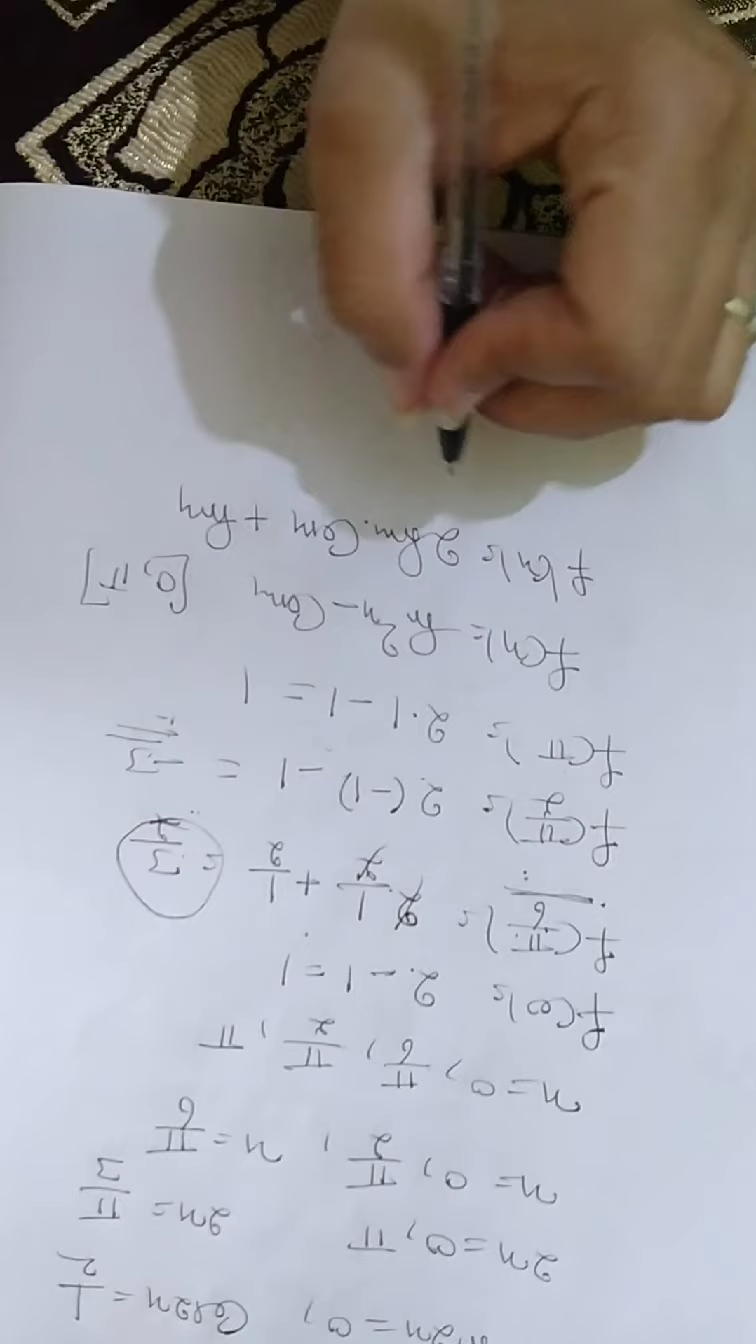 2x = 0, Cos2x = 1/2
2x = 0, π 2x = π/3
x = 0, π/2, x = π/6
x = 0, π/6, π/2, π
f(0) = 2 - 1 = 1
f(π/6) = 2·1/2 + 1/2 = 3/2
f(π/2) = 2(-1) - 1 = -3
f(π) = 2·1 - 1 = 1
f(x) = Sin²x - Cosx [0, π]
f'(x) = 2Sinx·Cosx + Sinx